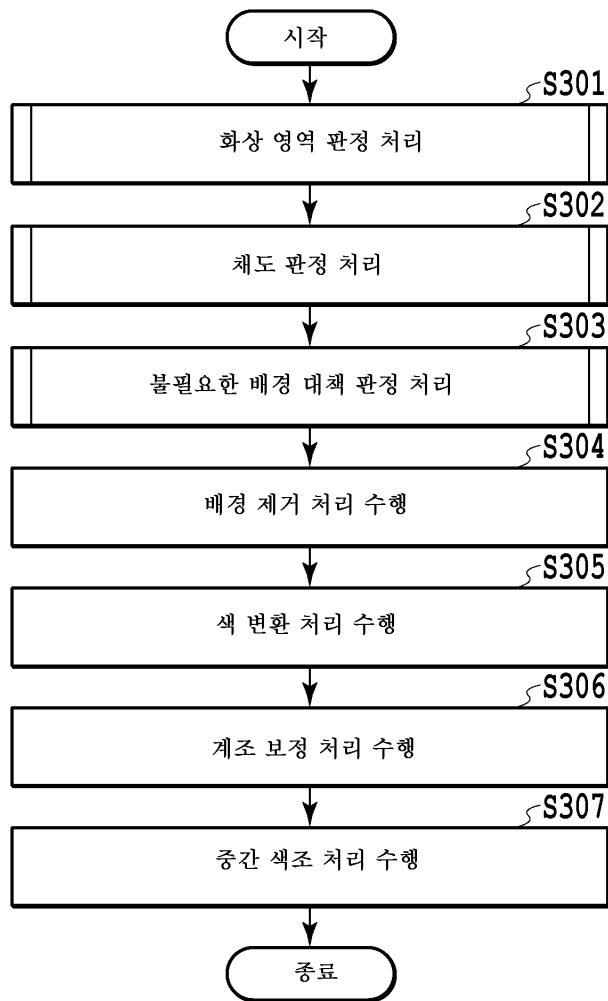 시작
S301
화상 영역 판정 처리
S302
채도 판정 처리
S303
불필요한 배경 대책 판정 처리
S304
배경 제거 처리 수행
S305
색 변환 처리 수행
S306
계조 보정 처리 수행
S307
중간 색조 처리 수행
종료